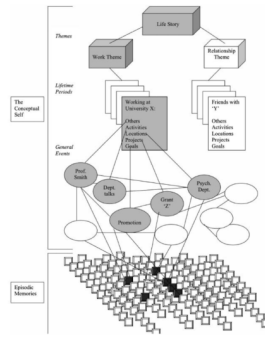 Life Story
Themes
Work Theme
Relationship
Theme
Lifetime
Periods
Working at
University X:
Others
Activities
Locations
Projects
Goals
Friends with
'Y'
Others
Activities
Locations
Projects
Goals
The
Conceptual
Self
General
Events
Prof.
Smith
Dept.
talks
Psych.
Dept.
Grant
'Z'
Promotion
Episodic
Memories